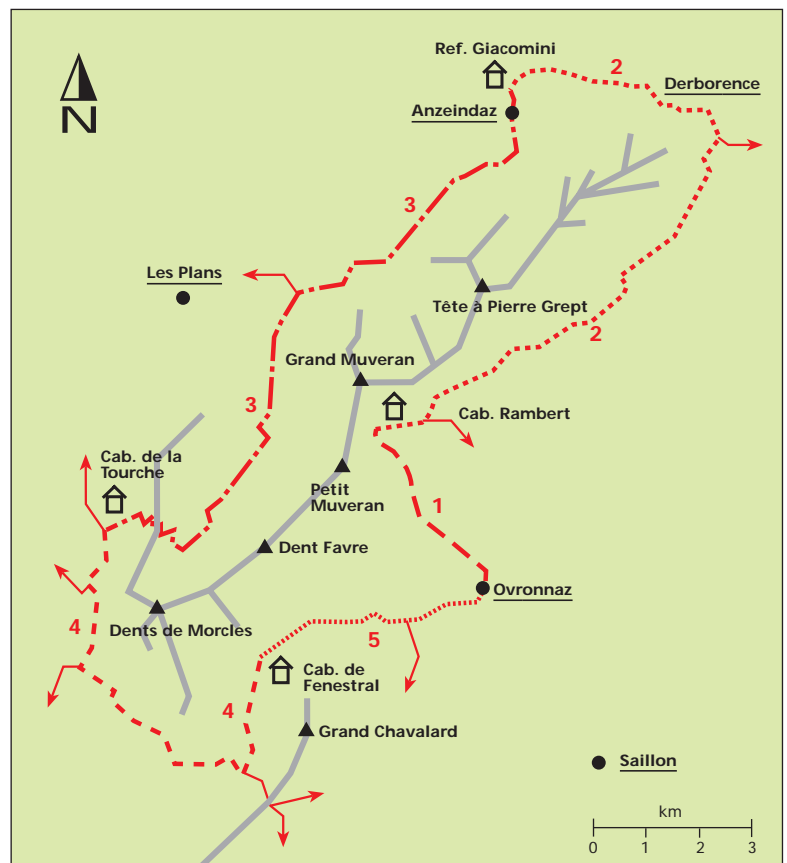 Ref. Giacomini
2
Derborence
Anzeindaz
N
3
Les Plans
Tête à Pierre Grept
2
Grand Muveran
Cab. Rambert
3
Cab. de la
Tourche
Petit
Muveran
1
Dent Favre
Ovronnaz
4
Dents de Morcles
5
Cab. de
Fenestral
4
Grand Chavalard
Saillon
km
0 1 2 3